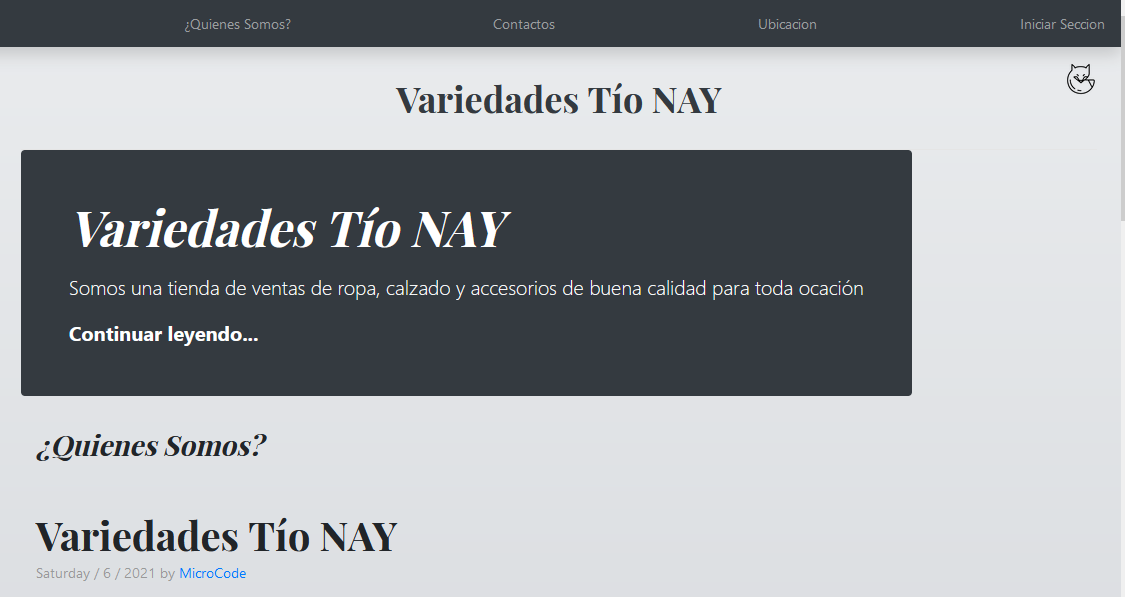 ¿Quienes Somos? Contactos Ubicacion Iniciar Seccion
Variedades Tío NAY
Variedades Tío NAY
Somos una tienda de ventas de ropa, calzado y accesorios de buena calidad para toda ocación
Continuar leyendo...
¿Quienes Somos?
Variedades Tío NAY
Saturday / 6 / 2021 by MicroCode